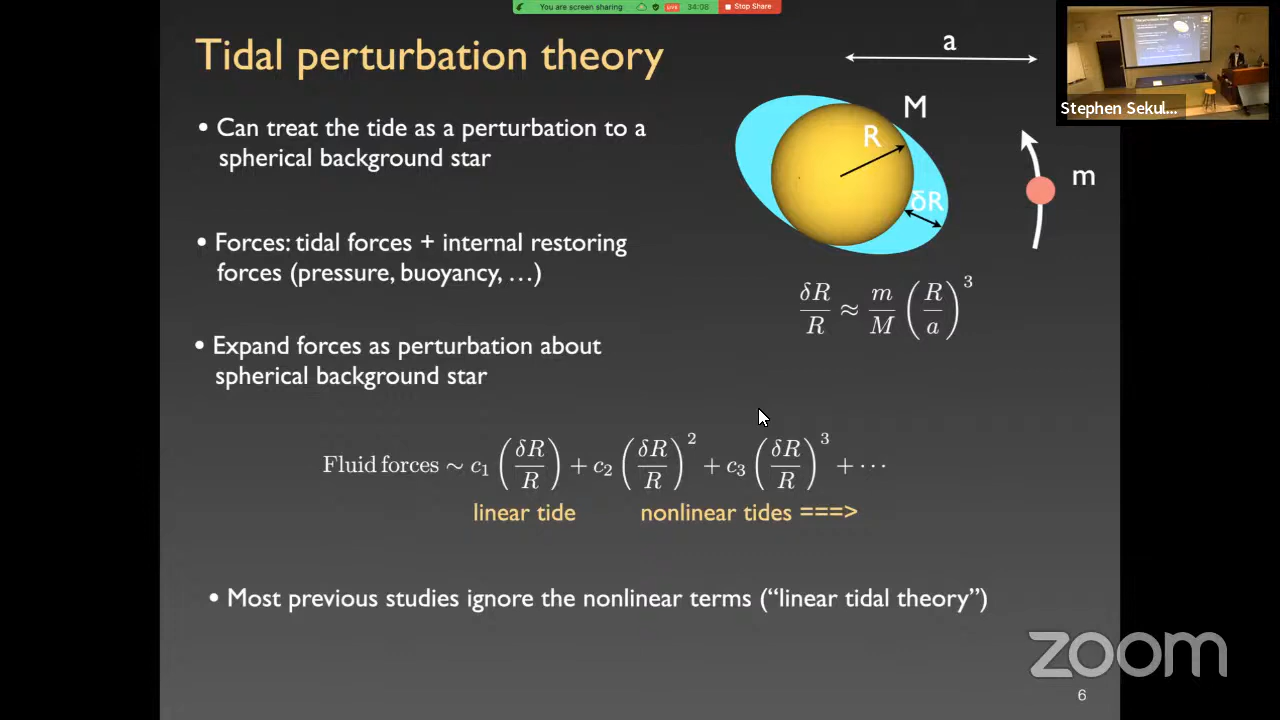 You are screen sharing LIVE 34:08 Stop Share
Tidal perturbation theory
a
Stephen Sekul...
• Can treat the tide as a perturbation to a
spherical background star
M
R
δR
m
• Forces: tidal forces + internal restoring
forces (pressure, buoyancy, …)
δR/R ≈ m/M (R/a)^3
• Expand forces as perturbation about
spherical background star
Fluid forces ∼ c₁ (δR/R) + c₂ (δR/R)^2 + c₃ (δR/R)^3 + ⋯
linear tide nonlinear tides ===>
• Most previous studies ignore the nonlinear terms (“linear tidal theory”)
zoom
6